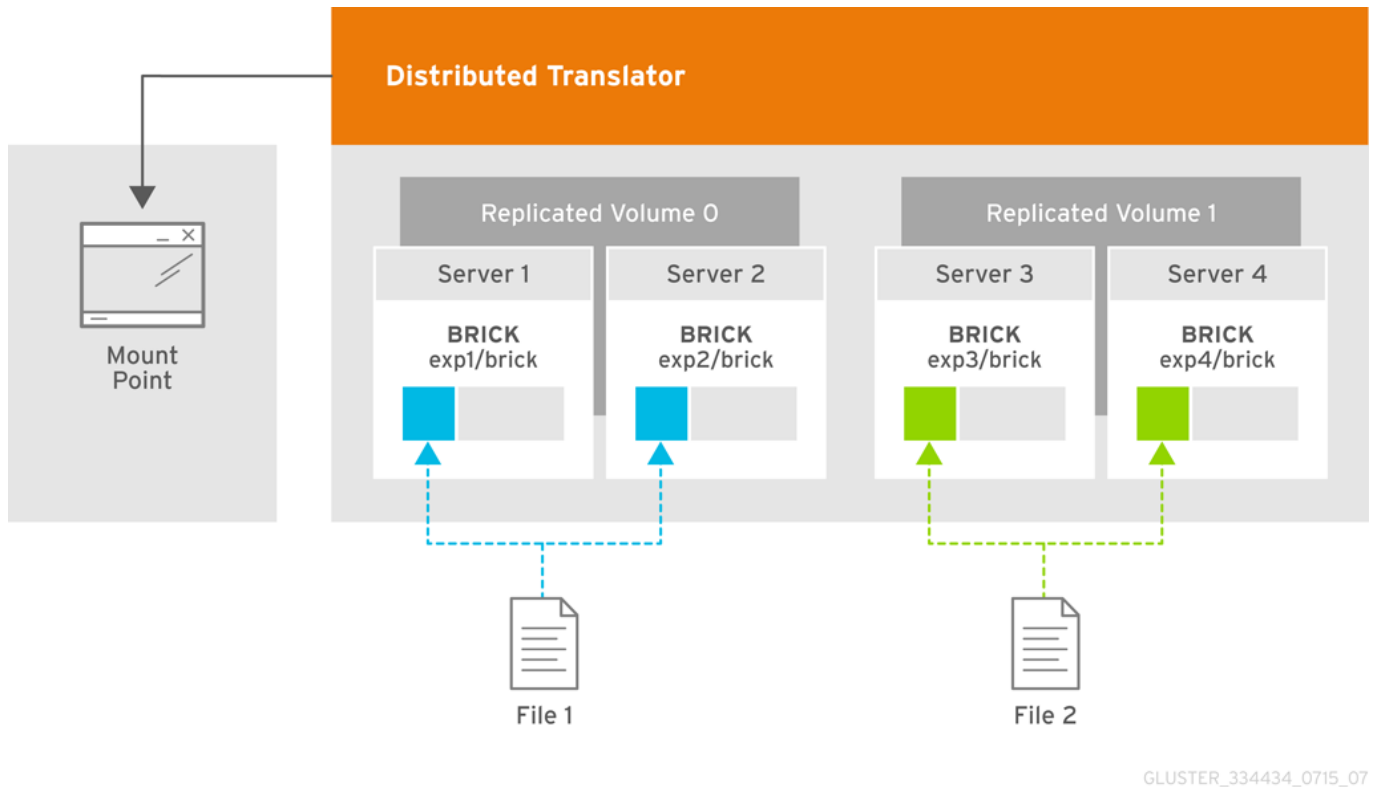 Distributed Translator
Replicated Volume 0
Replicated Volume 1
Server 1
Server 2
Server 3
Server 4
BRICK
exp1/brick
BRICK
exp2/brick
BRICK
exp3/brick
BRICK
exp4/brick
Mount
Point
File 1
File 2
GLUSTER_334434_0715_07